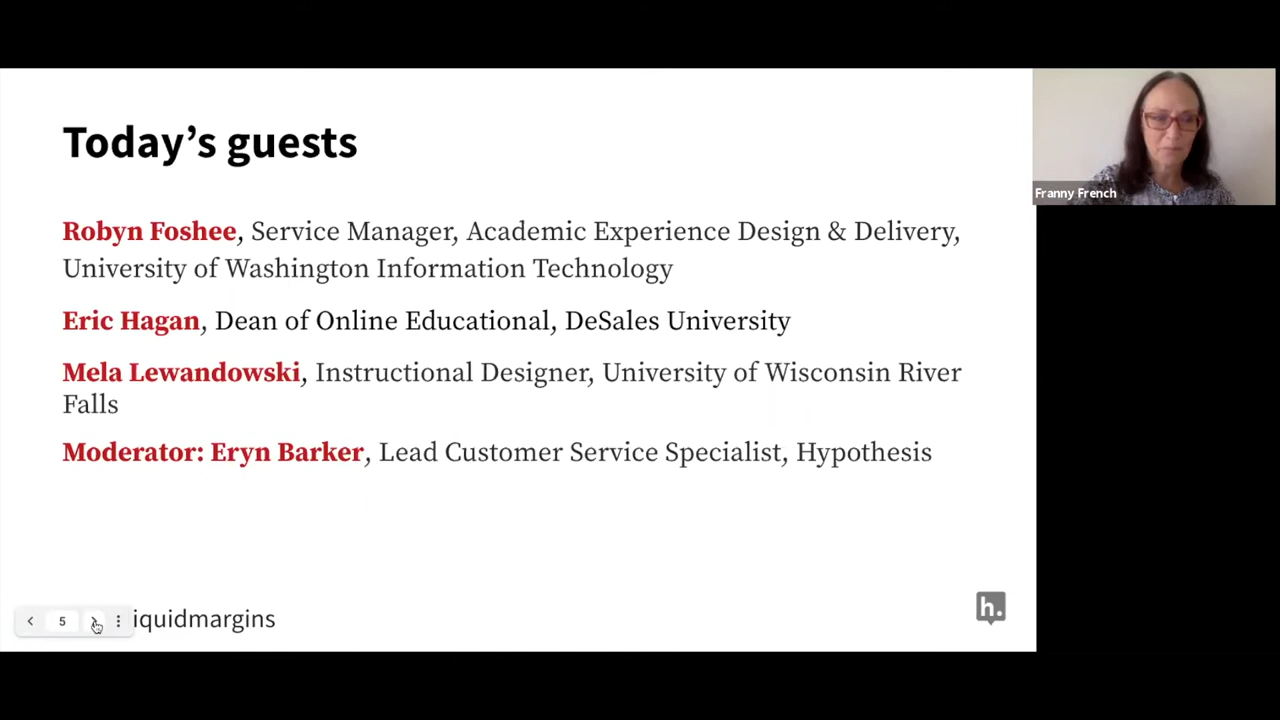 Today's guests
Franny French
Robyn Foshee, Service Manager, Academic Experience Design & Delivery,
University of Washington Information Technology
Eric Hagan, Dean of Online Educational, DeSales University
Mela Lewandowski, Instructional Designer, University of Wisconsin River
Falls
Moderator: Eryn Barker, Lead Customer Service Specialist, Hypothesis
5
iquidmargins
h.